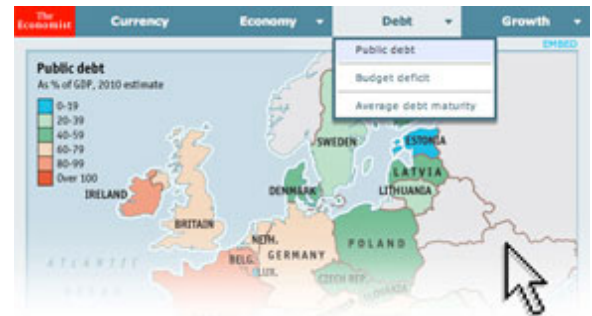 The
Economist
Currency
Economy
Debt
Growth
EMBED
Public debt
Budget deficit
Average debt maturity
Public debt
As % of GDP, 2010 estimate
0-19
20-39
40-59
60-79
80-99
Over 100
SWEDEN
ESTONIA
LATVIA
LITHUANIA
DENMARK
IRELAND
BRITAIN
NETH.
BELG.
GERMANY
POLAND
LUX.
CZECH REP.
ATLANTIC